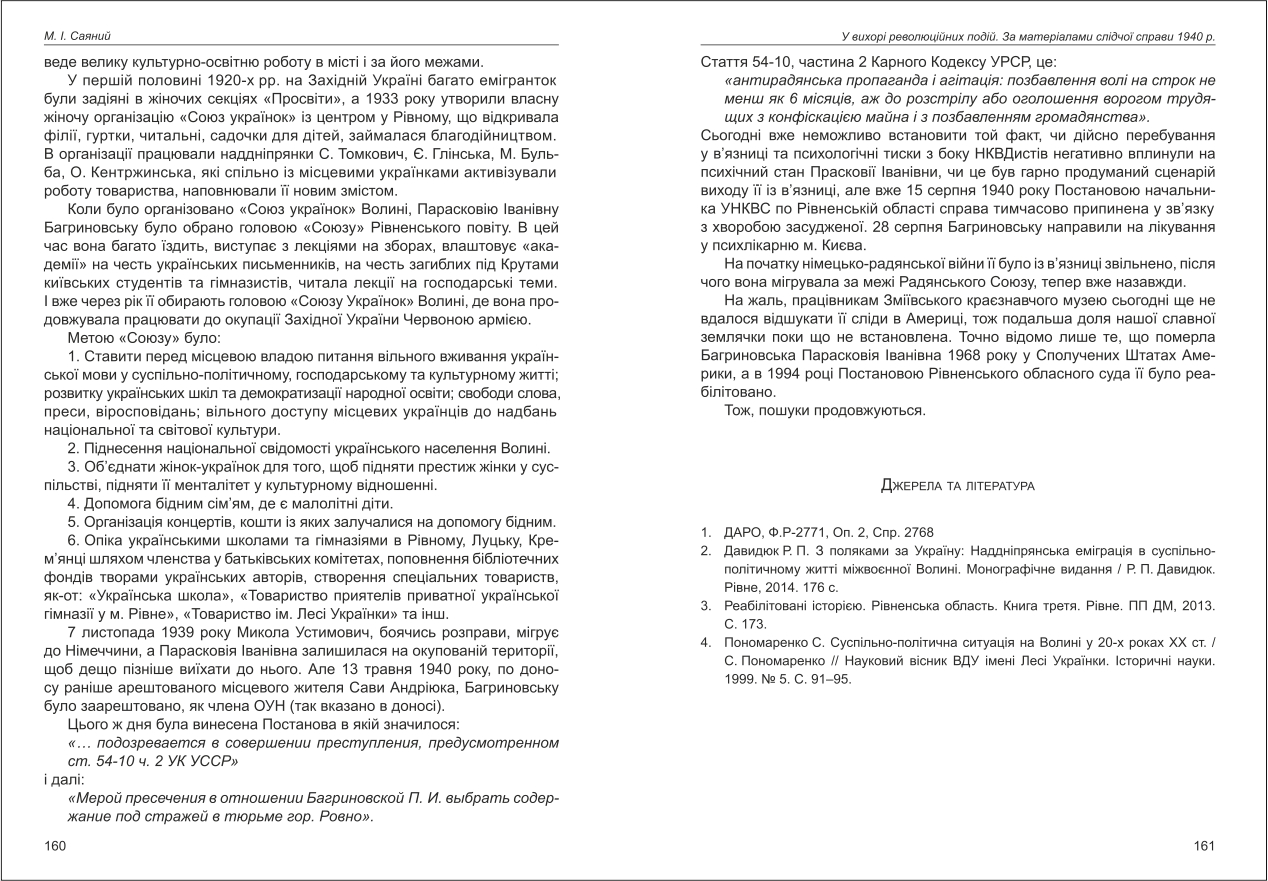 М. І. Саяний
веде велику культурно-освітню роботу в місті і за його межами.
У першій половині 1920-х рр. на Західній Україні багато емігранток
були задіяні в жіночих секціях «Просвіти», а 1933 року утворили власну
жіночу організацію «Союз українок» із центром у Рівному, що відкривала
філії, гуртки, читальні, садочки для дітей, займалася благодійництвом.
В організації працювали наддніпрянки С. Томкович, Є. Глінська, М. Буль-
ба, О. Кентржинська, які спільно із місцевими українками активізували
роботу товариства, наповнювали її новим змістом.
Коли було організовано «Союз українок» Волині, Парасковію Іванівну
Багриновську було обрано головою «Союзу» Рівненського повіту. В цей
час вона багато їздить, виступає з лекціями на зборах, влаштовує «ака-
демії» на честь українських письменників, на честь загиблих під Крутами
київських студентів та гімназистів, читала лекції на господарські теми.
І вже через рік її обирають головою «Союзу Українок» Волині, де вона про-
довжувала працювати до окупації Західної України Червоною армією.
Метою «Союзу» було:
1. Ставити перед місцевою владою питання вільного вживання україн-
ської мови у суспільно-політичному, господарському та культурному житті;
розвитку українських шкіл та демократизації народної освіти; свободи слова,
преси, віросповідань; вільного доступу місцевих українців до надбань
національної та світової культури.
2. Піднесення національної свідомості українського населення Волині.
3. Об’єднати жінок-українок для того, щоб підняти престиж жінки у сус-
пільстві, підняти її менталітет у культурному відношенні.
4. Допомога бідним сім’ям, де є малолітні діти.
5. Організація концертів, кошти із яких залучалися на допомогу бідним.
6. Опіка українськими школами та гімназіями в Рівному, Луцьку, Кре-
м’янці шляхом членства у батьківських комітетах, поповнення бібліотечних
фондів творами українських авторів, створення спеціальних товариств,
як-от: «Українська школа», «Товариство приятелів приватної української
гімназії у м. Рівне», «Товариство ім. Лесі Українки» та інш.
7 листопада 1939 року Микола Устимович, боячись розправи, мігрує
до Німеччини, а Парасковія Іванівна залишилася на окупованій території,
щоб дещо пізніше виїхати до нього. Але 13 травня 1940 року, по доно-
су раніше арештованого місцевого жителя Сави Андріюка, Багриновську
було заарештовано, як члена ОУН (так вказано в доносі).
Цього ж дня була винесена Постанова в якій значилося:
«… подозревается в совершении преступления, предусмотренном
ст. 54-10 ч. 2 УК УССР»
і далі:
«Мерой пресечения в отношении Багриновской П. И. выбрать содер-
жание под стражей в тюрьме гор. Ровно».
160
У вихорі революційних подій. За матеріалами слідчої справи 1940 р.
Стаття 54-10, частина 2 Карного Кодексу УРСР, це:
«антирадянська пропаганда і агітація: позбавлення волі на строк не
менш як 6 місяців, аж до розстрілу або оголошення ворогом трудя-
щих з конфіскацією майна і з позбавленням громадянства».
Сьогодні вже неможливо встановити той факт, чи дійсно перебування
у в’язниці та психологічні тиски з боку НКВДистів негативно вплинули на
психічний стан Прасковії Іванівни, чи це був гарно продуманий сценарій
виходу її із в’язниці, але вже 15 серпня 1940 року Постановою начальни-
ка УНКВС по Рівненській області справа тимчасово припинена у зв’язку
з хворобою засудженої. 28 серпня Багриновську направили на лікування
у психлікарню м. Києва.
На початку німецько-радянської війни її було із в’язниці звільнено, після
чого вона мігрувала за межі Радянського Союзу, тепер вже назавжди.
На жаль, працівникам Зміївського краєзнавчого музею сьогодні ще не
вдалося відшукати її сліди в Америці, тож подальша доля нашої славної
землячки поки що не встановлена. Точно відомо лише те, що померла
Багриновська Парасковія Іванівна 1968 року у Сполучених Штатах Аме-
рики, а в 1994 році Постановою Рівненського обласного суда її було реа-
білітовано.
Тож, пошуки продовжуються.
Джерела та література
1. ДАРО, Ф.Р-2771, Оп. 2, Спр. 2768
2. Давидюк Р. П. З поляками за Україну: Наддніпрянська еміграція в суспільно-
політичному житті міжвоєнної Волині. Монографічне видання / Р. П. Давидюк.
Рівне, 2014. 176 с.
3. Реабілітовані історією. Рівненська область. Книга третя. Рівне. ПП ДМ, 2013.
С. 173.
4. Пономаренко С. Суспільно-політична ситуація на Волині у 20-х роках ХХ ст. /
С. Пономаренко // Науковий вісник ВДУ імені Лесі Українки. Історичні науки.
1999. № 5. С. 91–95.
161